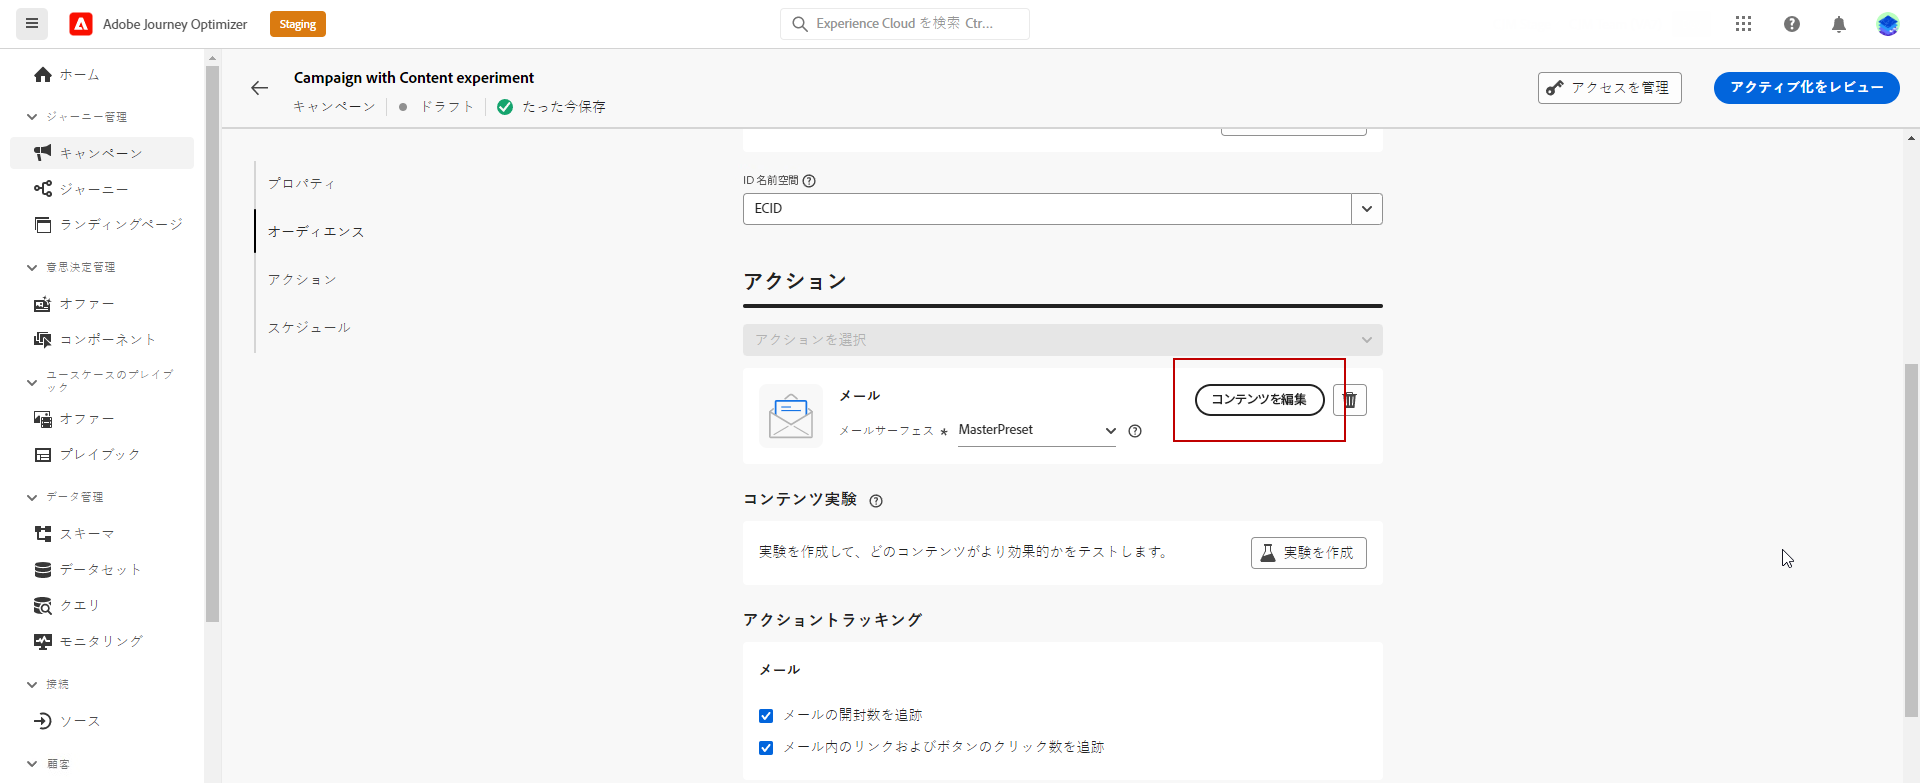 Adobe Journey Optimizer
Staging
Experience Cloud を検索 Ctr...
ホーム
ジャーニー管理
キャンペーン
ジャーニー
ランディングページ
意思決定管理
オファー
コンポーネント
ユースケースのプレイブ
ック
オファー
プレイブック
データ管理
スキーマ
データセット
クエリ
モニタリング
接続
ソース
顧客
Campaign with Content experiment
キャンペーン
ドラフト
たった今保存
アクセスを管理
アクティブ化をレビュー
プロパティ
オーディエンス
アクション
スケジュール
ID 名前空間
ECID
アクション
アクションを選択
メール
コンテンツを編集
メールサーフェス *
MasterPreset
コンテンツ実験
実験を作成して、どのコンテンツがより効果的かをテストします。
実験を作成
アクショントラッキング
メール
メールの開封数を追跡
メール内のリンクおよびボタンのクリック数を追跡